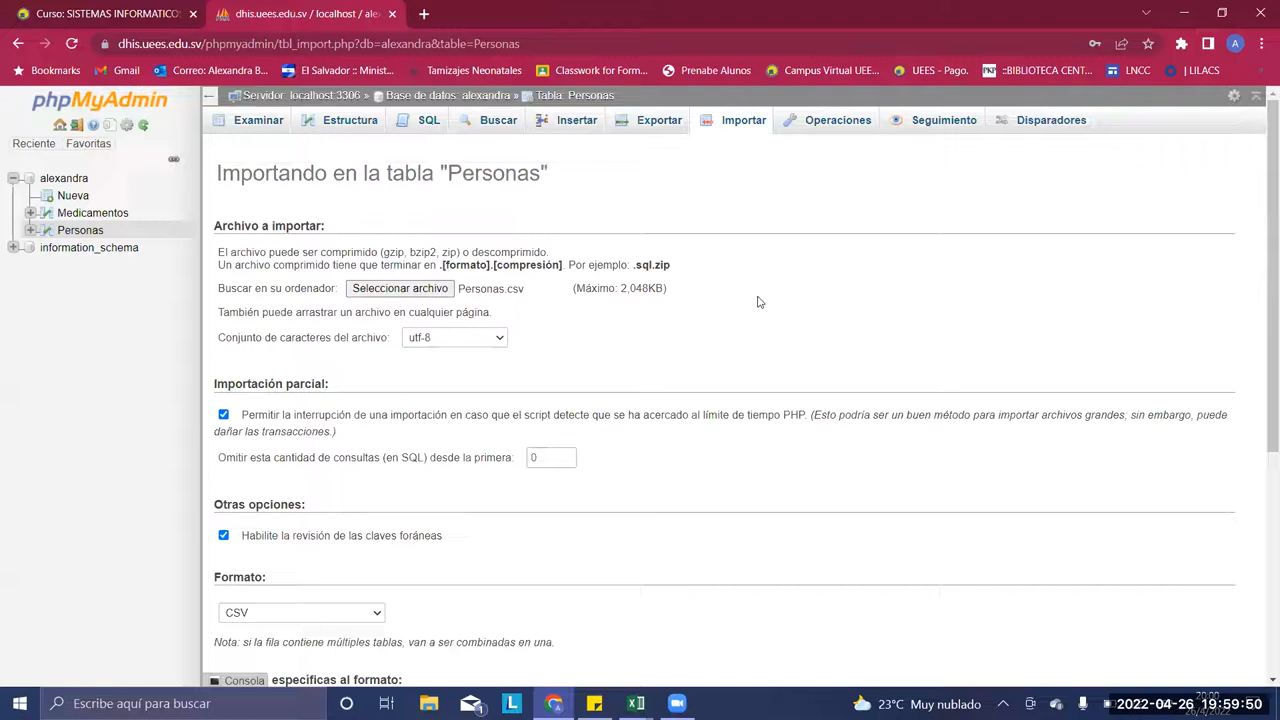 Curso: SISTEMAS INFORMATICOS
dhis.uees.edu.sv / localhost / ale
dhis.uees.edu.sv/phpmyadmin/tbl_import.php?db=alexandra&table=Personas
A
Bookmarks
Gmail
Correo: Alexandra B...
El Salvador :: Minist...
Tamizajes Neonatales
Classwork for Form...
Prenabe Alunos
Campus Virtual UEE...
UEES - Pago.
::BIBLIOTECA CENT...
LNCC
| LILACS
phpMyAdmin
Reciente Favoritas
alexandra
Nueva
Medicamentos
Personas
information_schema
Servidor: localhost:3306 » Base de datos: alexandra » Tabla: Personas
Examinar
Estructura
SQL
Buscar
Insertar
Exportar
Importar
Operaciones
Seguimiento
Disparadores
Importando en la tabla "Personas"
Archivo a importar:
El archivo puede ser comprimido (gzip, bzip2, zip) o descomprimido.
Un archivo comprimido tiene que terminar en .[formato].[compresión]. Por ejemplo: .sql.zip
Buscar en su ordenador: Seleccionar archivo Personas.csv (Máximo: 2,048KB)
También puede arrastrar un archivo en cualquier página.
Conjunto de caracteres del archivo: utf-8
Importación parcial:
Permitir la interrupción de una importación en caso que el script detecte que se ha acercado al límite de tiempo PHP. (Esto podría ser un buen método para importar archivos grandes; sin embargo, puede
dañar las transacciones.)
Omitir esta cantidad de consultas (en SQL) desde la primera: 0
Otras opciones:
Habilite la revisión de las claves foráneas
Formato:
CSV
Nota: si la fila contiene múltiples tablas, van a ser combinadas en una.
Consola
específicas al formato:
Escribe aquí para buscar
23°C Muy nublado
20:00
2022-04-26 19:59:50
26/4/2022